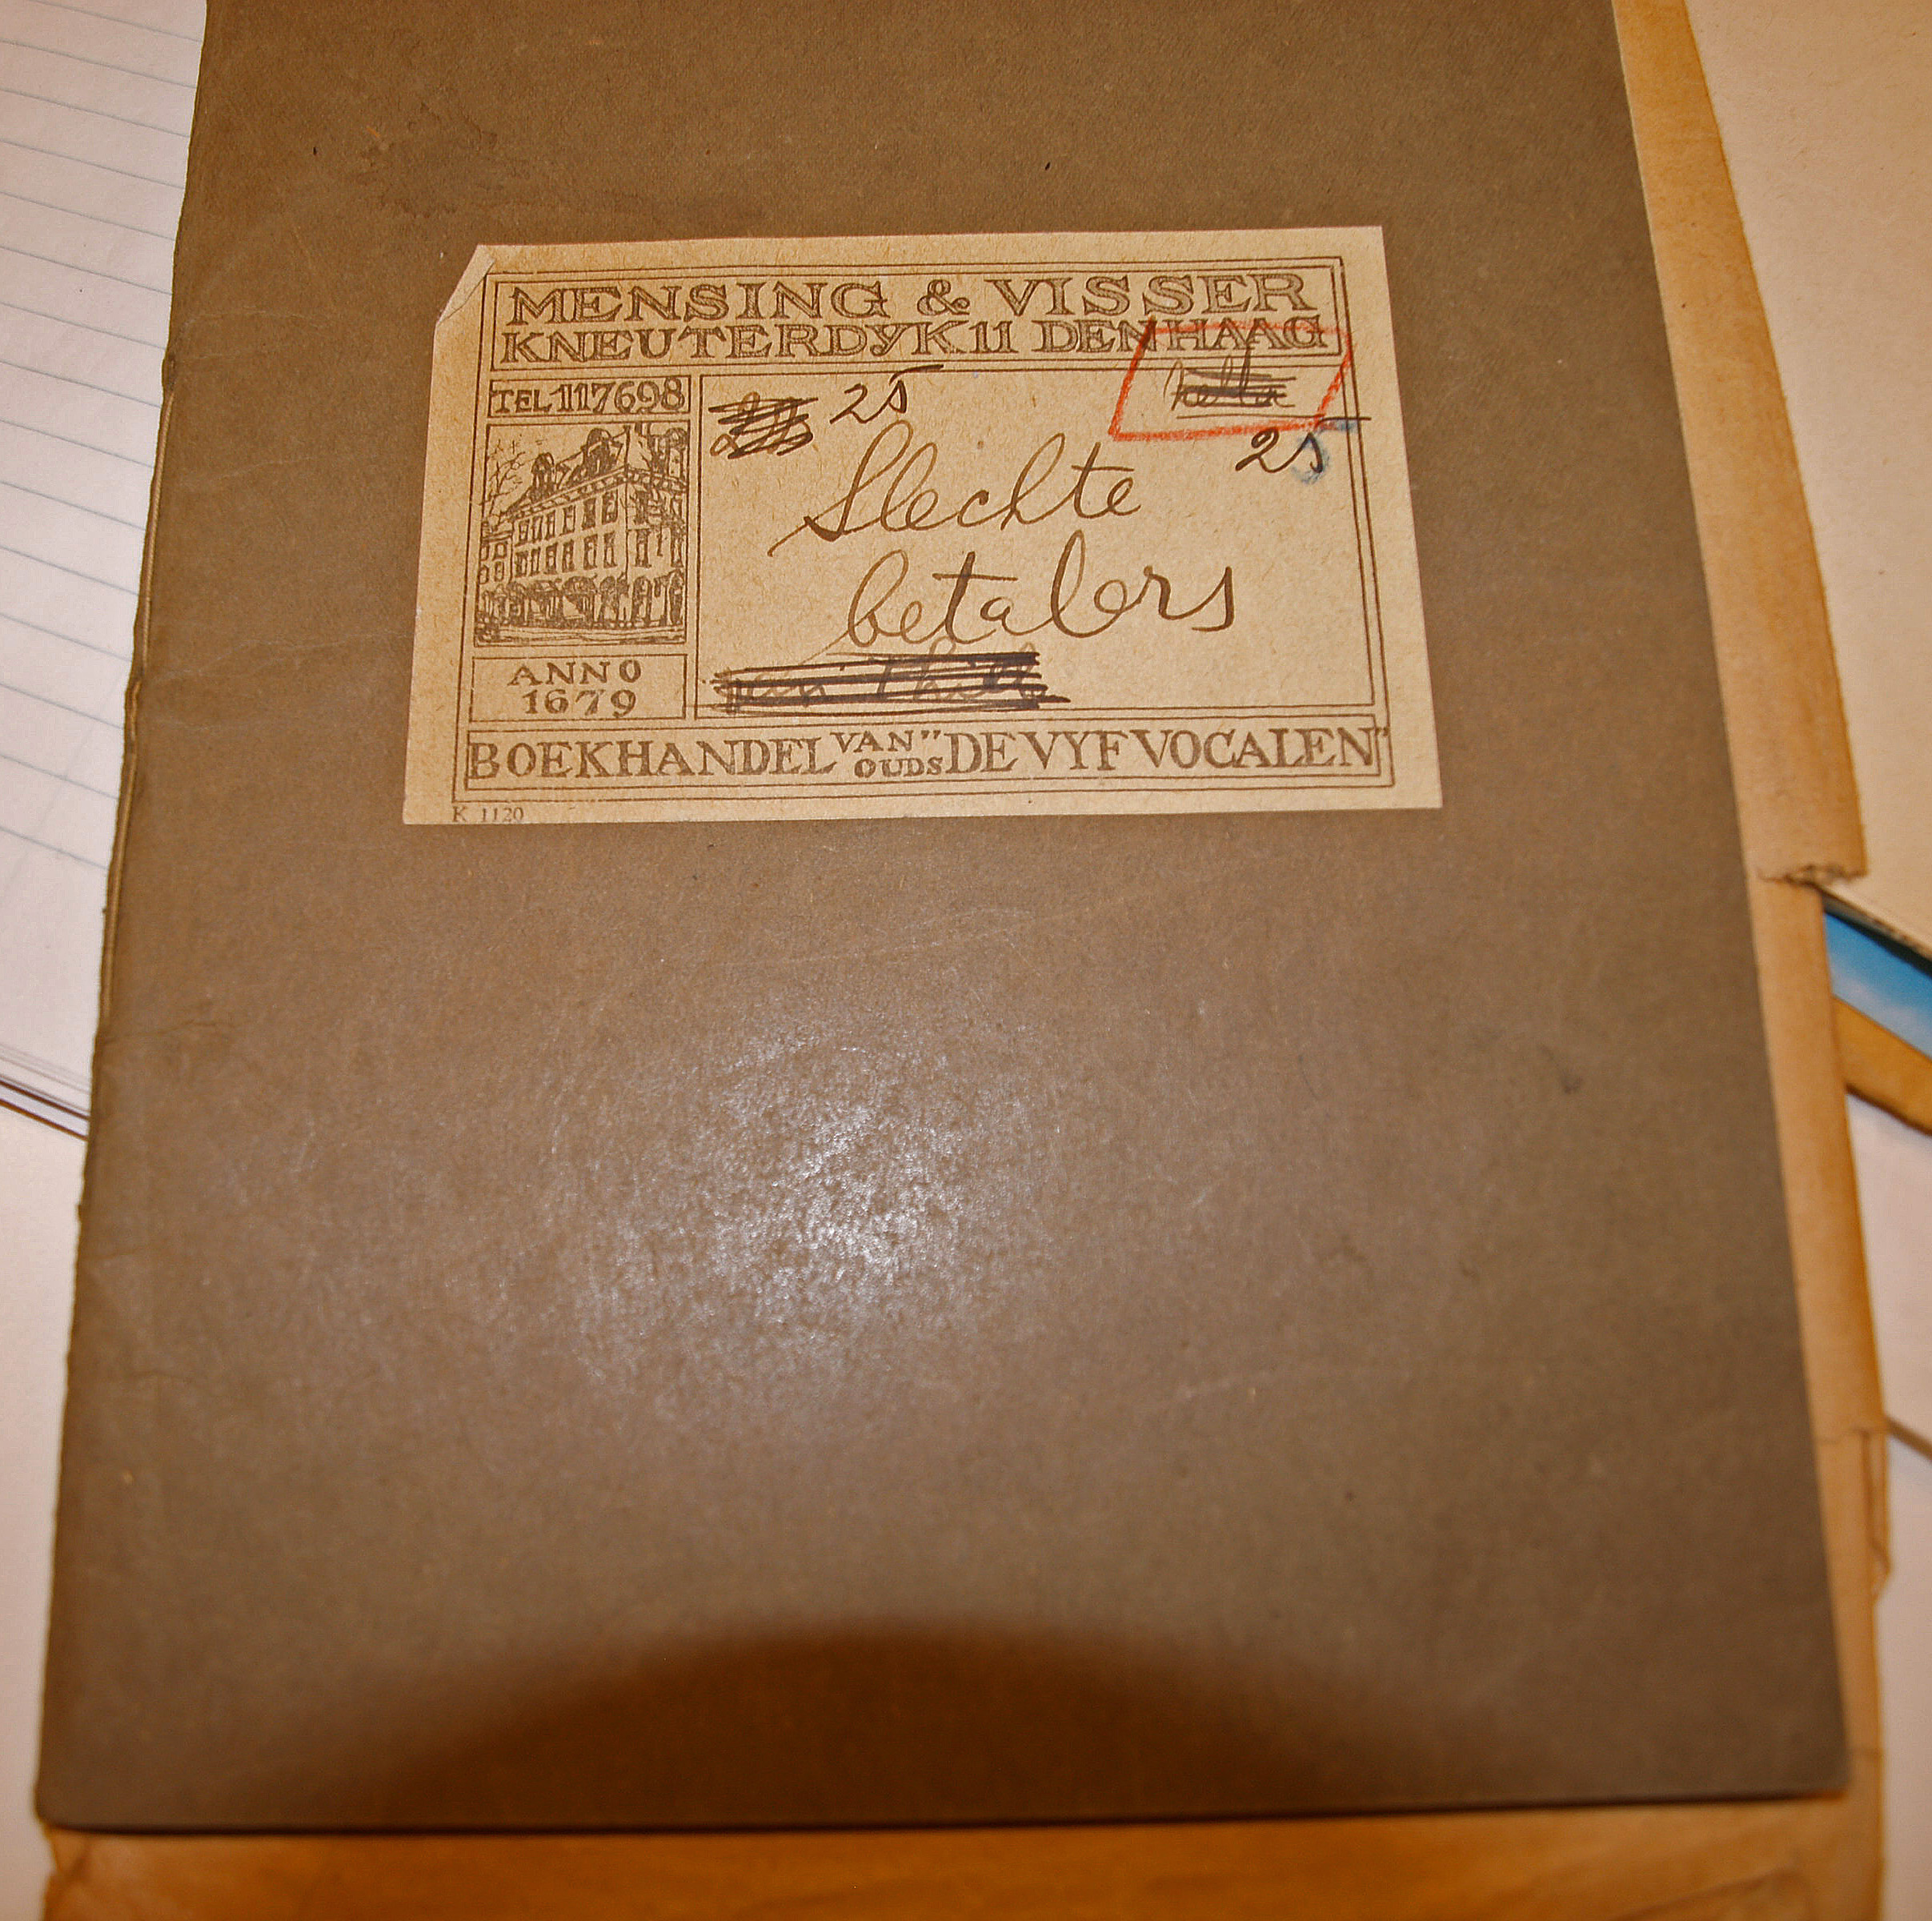 MENSING & VISSER
KNEUTERDYK 11 DEN HAAG
TEL 117698
25
25
Slechte
betalers
ANNO
1679
BOEKHANDEL VAN OUDS "DE VYF VOCALEN"
K 1120